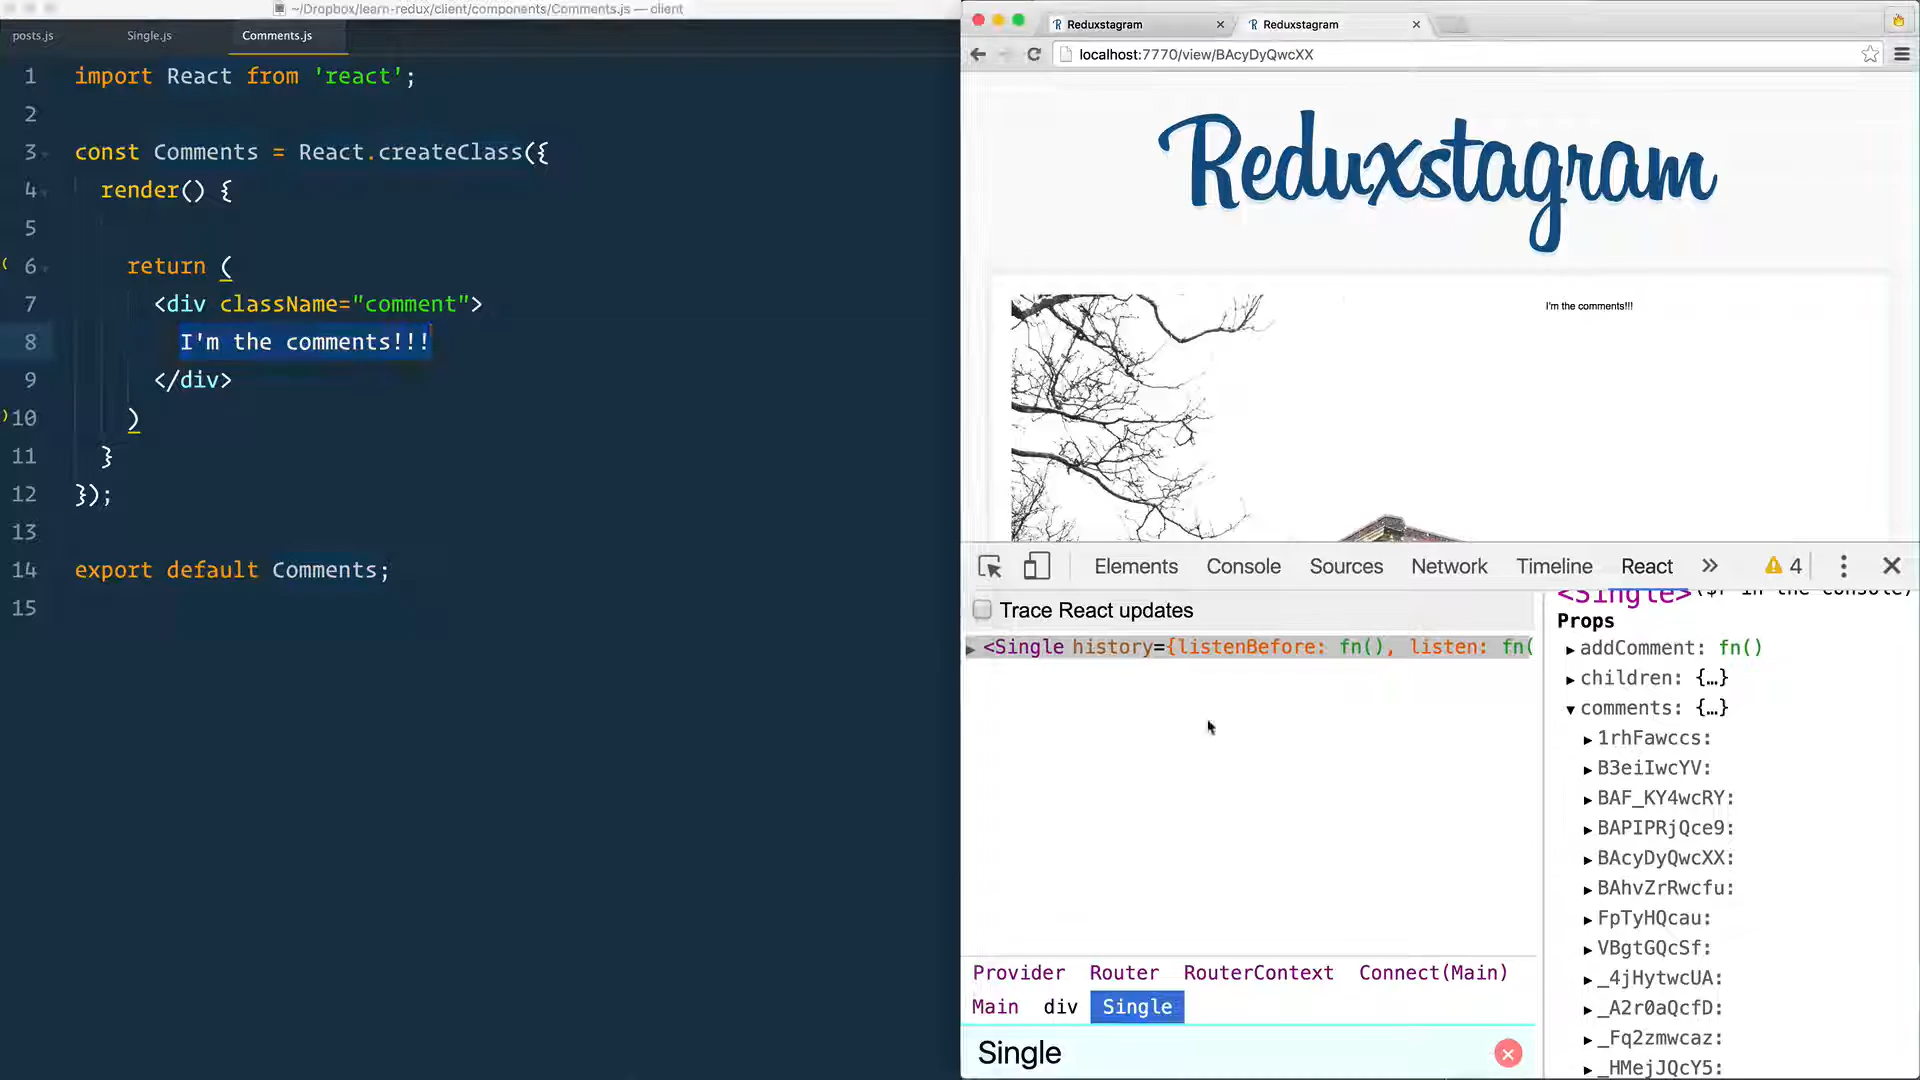 ~/Dropbox/learn-redux/client/components/Comments.js — client
posts.js
Single.js
Comments.js
1 import React from 'react';
2
3 const Comments = React.createClass({
4 render() {
5
6 return (
7 <div className="comment">
8 I'm the comments!!!
9 </div>
10 )
11 }
12 });
13
14 export default Comments;
15
Reduxstagram
Reduxstagram
localhost:7770/view/BAcyDyQwcXX
Reduxstagram
I'm the comments!!!
Elements Console Sources Network Timeline React » 4
Trace React updates
<Single history={listenBefore: fn(), listen: fn(
Provider Router RouterContext Connect(Main)
Main div Single
Single
<Single> ($r in the console)
Props
addComment: fn()
children: {…}
comments: {…}
1rhFawccs:
B3eiIwcYV:
BAF_KY4wcRY:
BAPIPRjQce9:
BAcyDyQwcXX:
BAhvZrRwcfu:
FpTyHQcau:
VBgtGQcSf:
_4jHytwcUA:
_A2r0aQcfD:
_Fq2zmwcaz:
_HMejJQcY5: